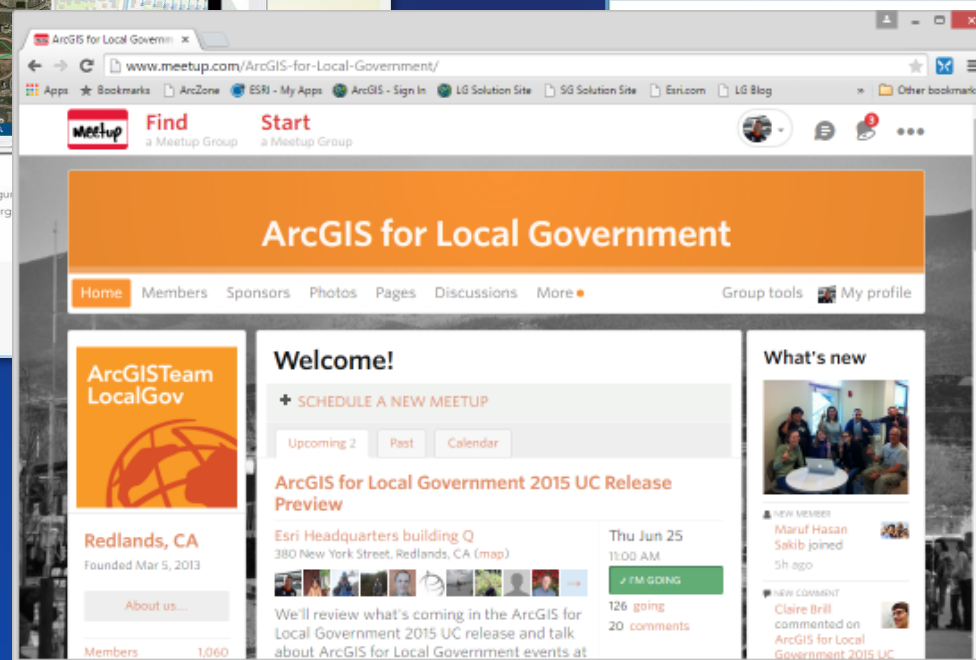 ArcGIS for Local Governm
www.meetup.com/ArcGIS-for-Local-Government/
Apps Bookmarks ArcZone ESRI - My Apps ArcGIS - Sign In LG Solution Site SG Solution Site Esri.com LG Blog » Other bookmark
Meetup
Find
a Meetup Group
Start
a Meetup Group
3
ArcGIS for Local Government
Home Members Sponsors Photos Pages Discussions More Group tools My profile
ArcGISTeam
LocalGov
Redlands, CA
Founded Mar 5, 2013
About us...
Members 1,060
Welcome!
+ SCHEDULE A NEW MEETUP
Upcoming 2 Past Calendar
ArcGIS for Local Government 2015 UC Release
Preview
Esri Headquarters building Q
380 New York Street, Redlands, CA (map)
We'll review what's coming in the ArcGIS for
Local Government 2015 UC release and talk
about ArcGIS for Local Government events at
Thu Jun 25
11:00 AM
✓ I'M GOING
126 going
20 comments
What's new
NEW MEMBER
Maruf Hasan
Sakib joined
5h ago
NEW COMMENT
Claire Brill
commented on
ArcGIS for Local
Government 2015 UC